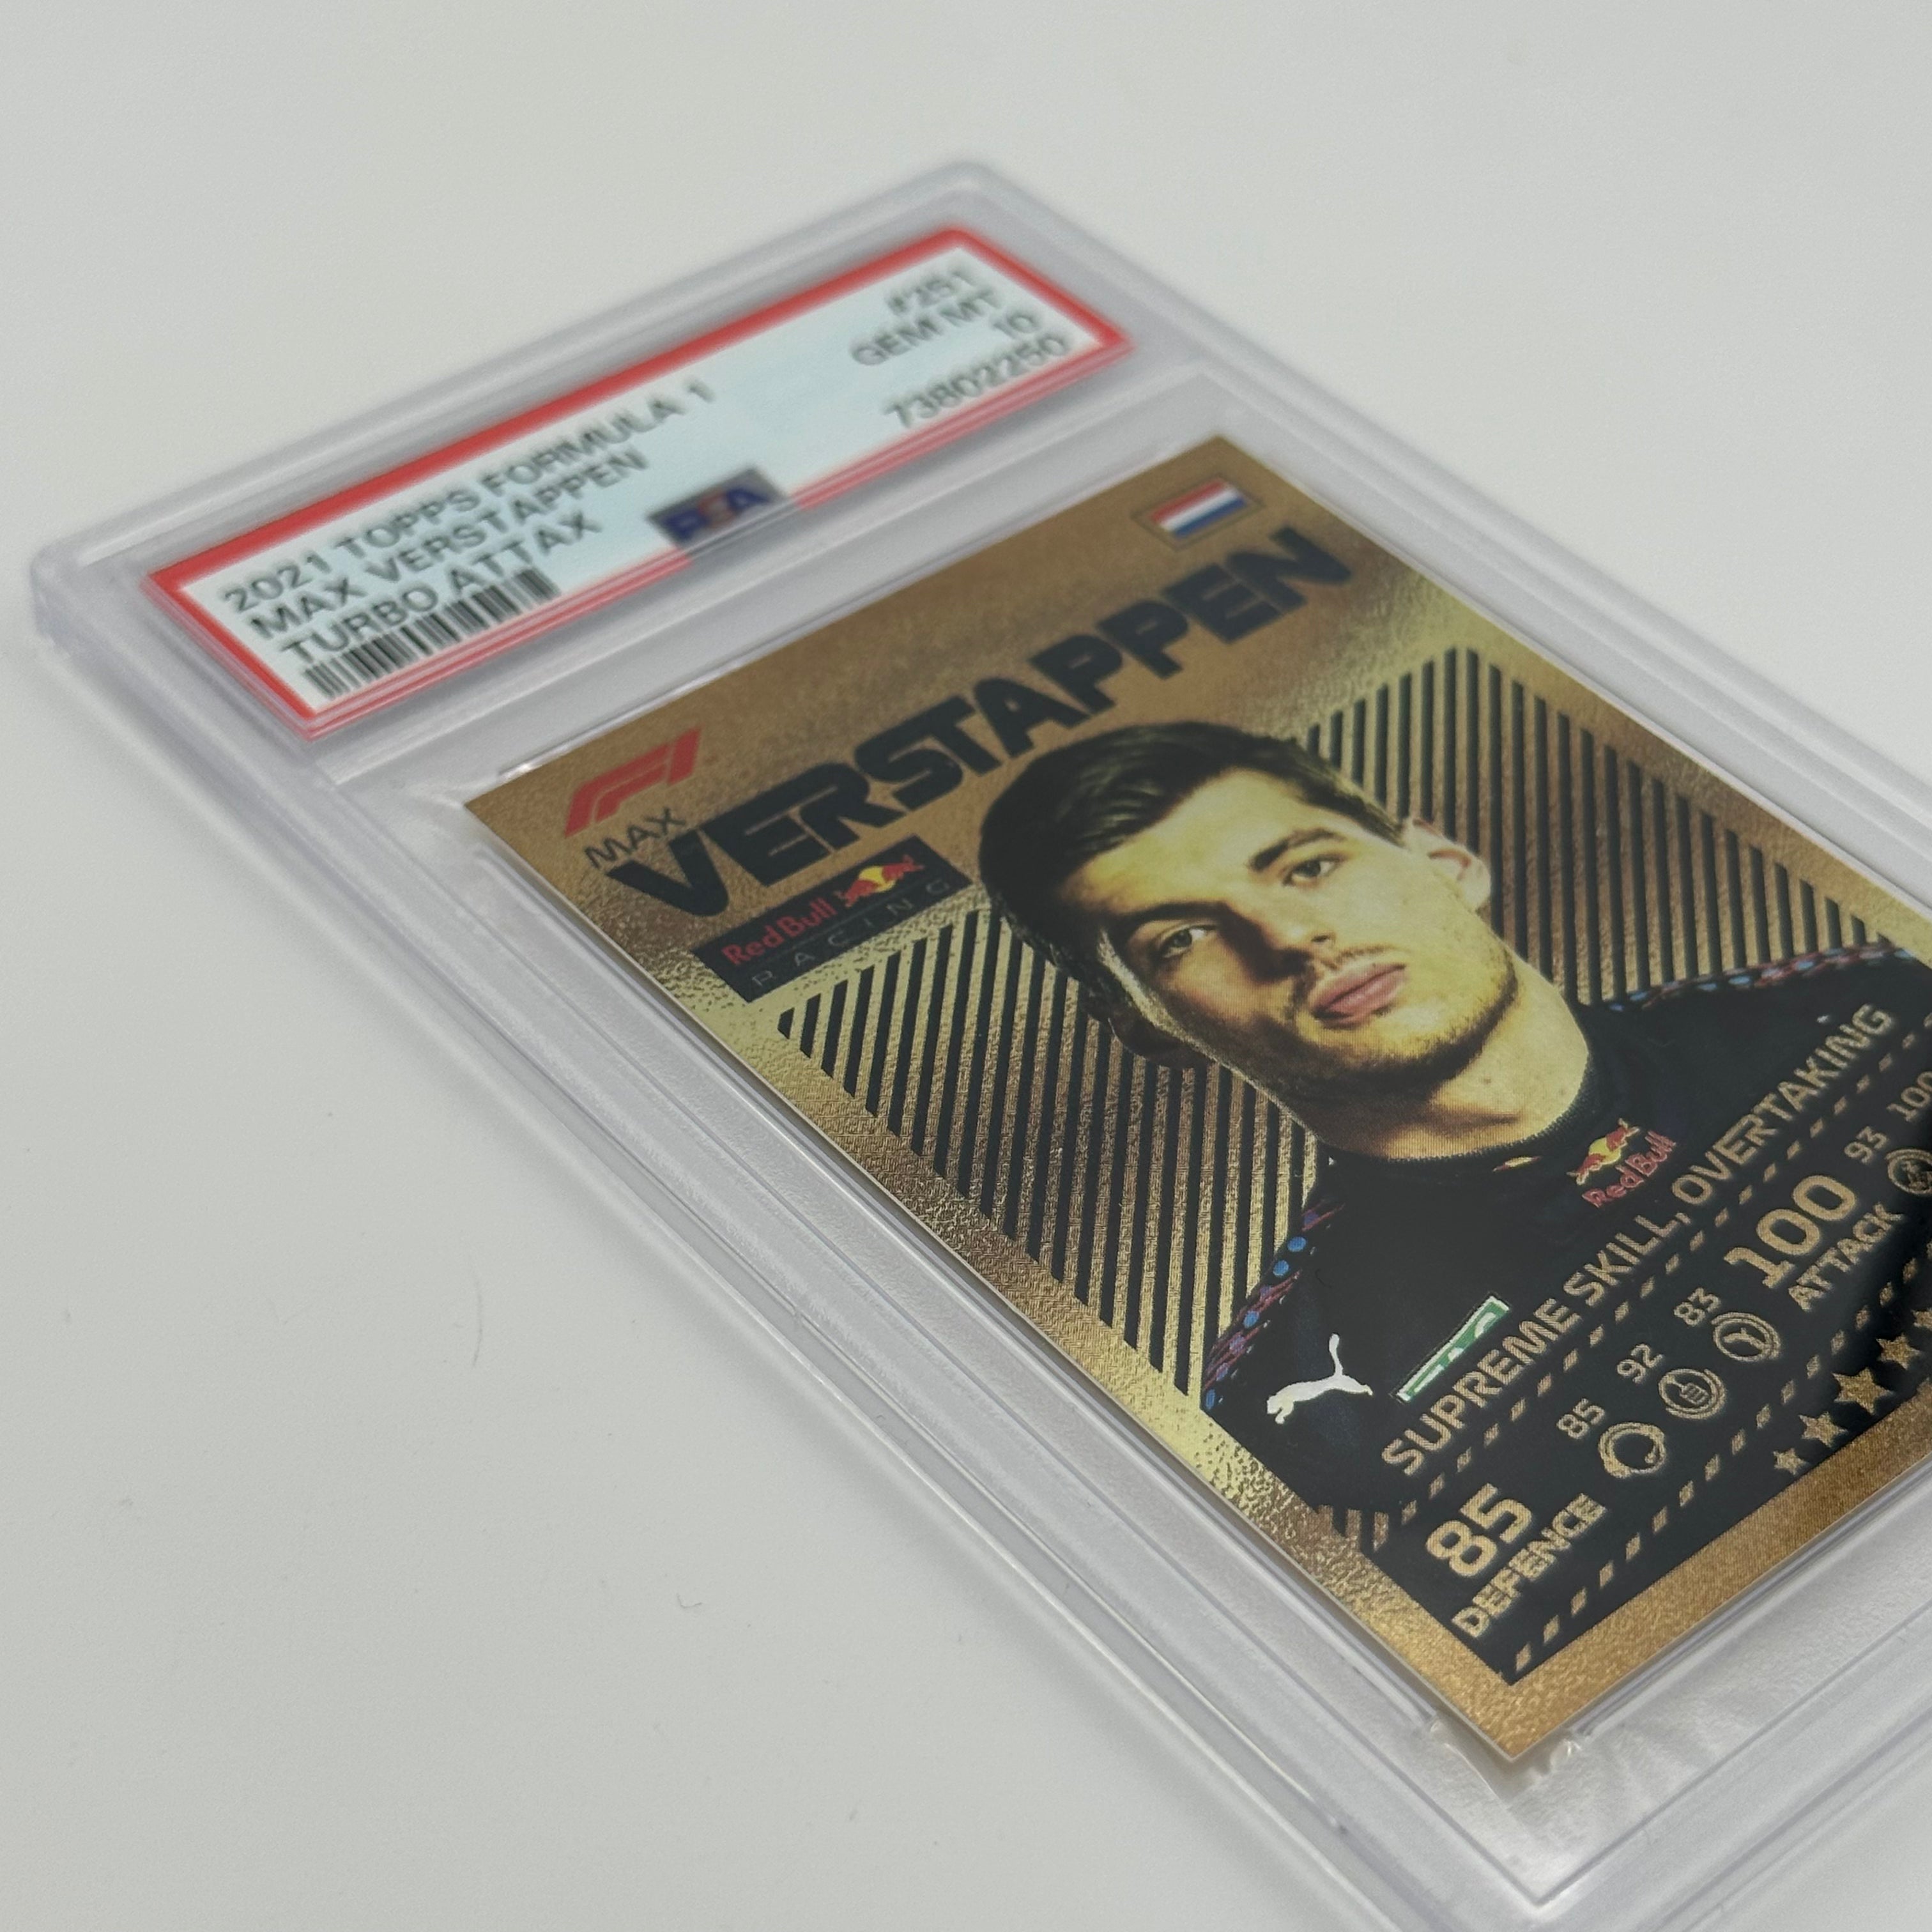 2021 TOPPS FORMULA 1
#251
MAX VERSTAPPEN
GEM MT
TURBO ATTAX
10
PSA
73802250
F1
MAX
VERSTAPPEN
Red Bull
RACING
Red Bull
SUPREME SKILL, OVERTAKING
85
DEFENCE
85
92
83
100
ATTACK
93
100